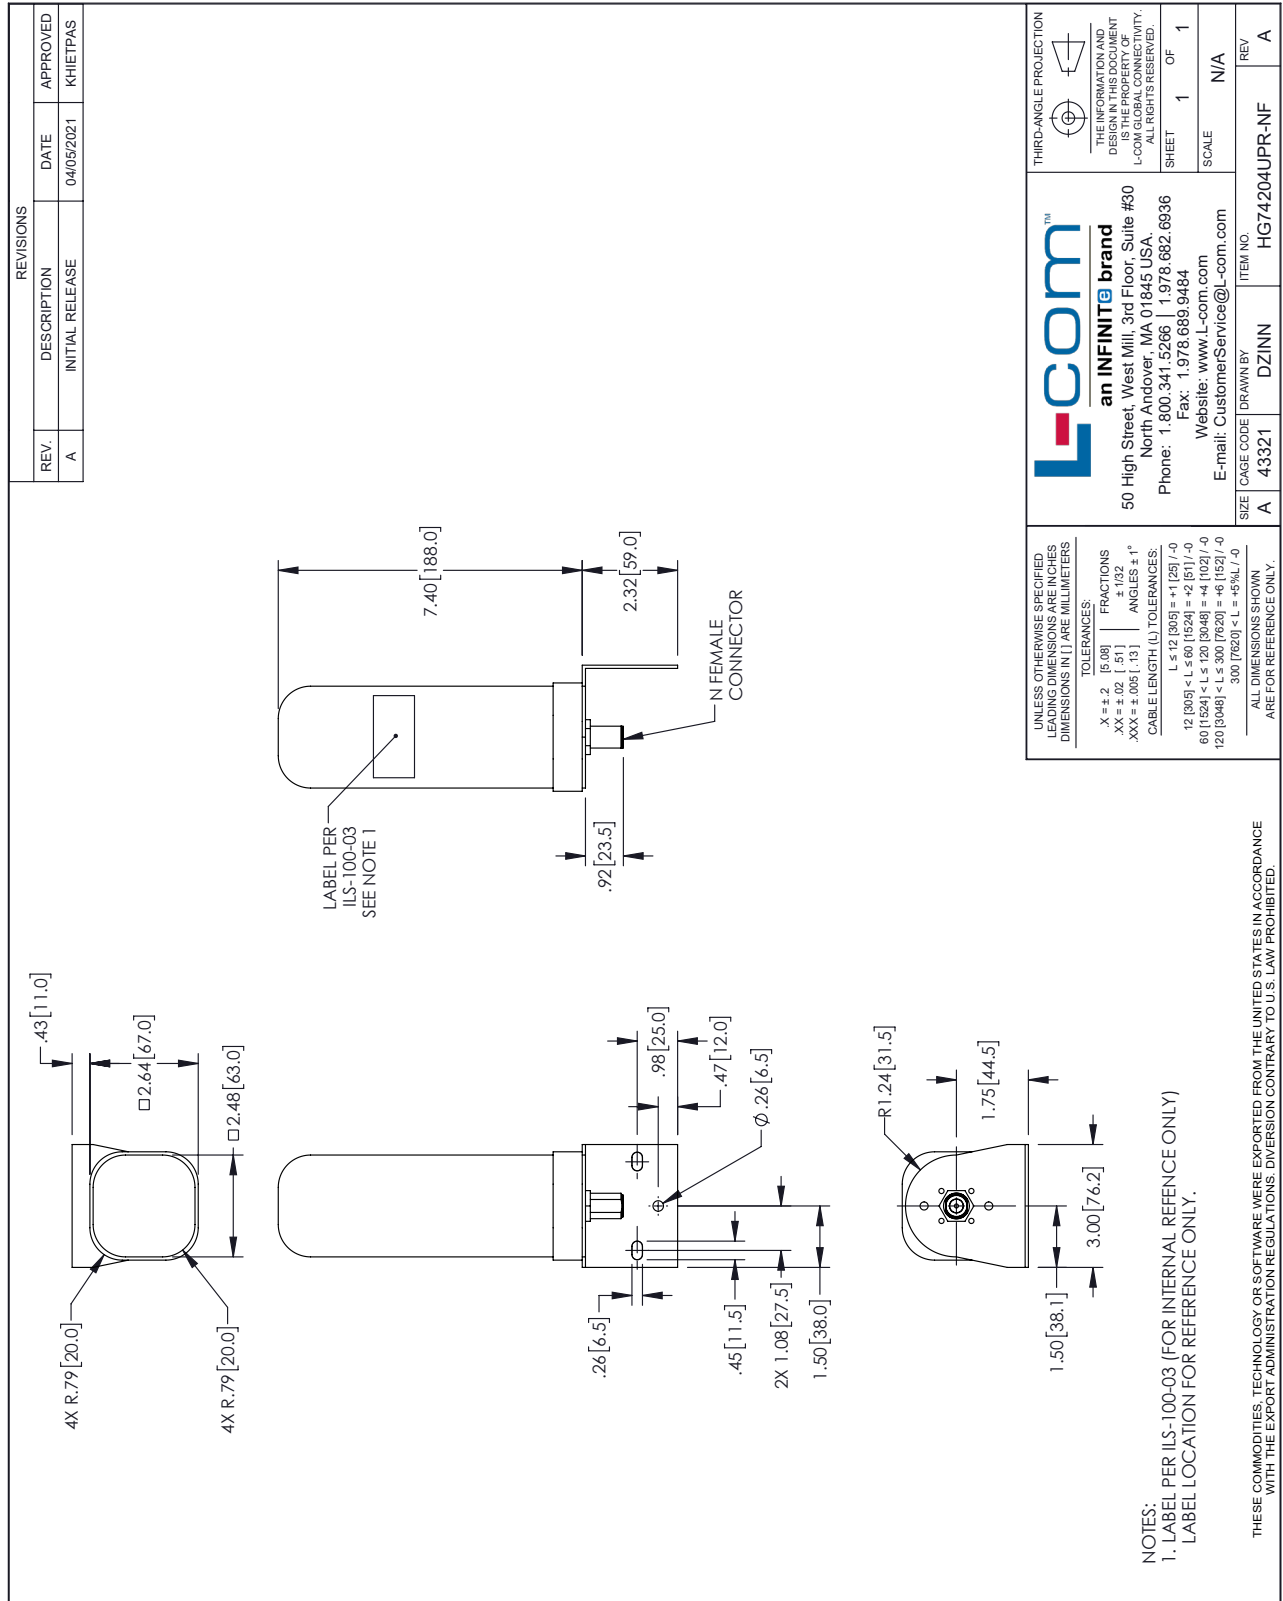 REVISIONS
REV. DESCRIPTION DATE APPROVED
A INITIAL RELEASE 04/05/2021 KHIETPAS
.43[11.0]
□2.64[67.0]
□2.48[63.0]
4X R.79[20.0]
4X R.79[20.0]
LABEL PER
ILS-100-03
SEE NOTE 1
7.40[188.0]
2.32[59.0]
.92[23.5]
N FEMALE
CONNECTOR
.98[25.0]
.47[12.0]
Ø.26[6.5]
.26[6.5]
.45[11.5]
2X 1.08[27.5]
1.50[38.0]
R1.24[31.5]
1.75[44.5]
3.00[76.2]
1.50[38.1]
NOTES:
1. LABEL PER ILS-100-03 (FOR INTERNAL REFENCE ONLY)
LABEL LOCATION FOR REFERENCE ONLY.
THESE COMMODITIES, TECHNOLOGY OR SOFTWARE WERE EXPORTED FROM THE UNITED STATES IN ACCORDANCE
WITH THE EXPORT ADMINISTRATION REGULATIONS. DIVERSION CONTRARY TO U.S. LAW PROHIBITED.
UNLESS OTHERWISE SPECIFIED
LEADING DIMENSIONS ARE INCHES
DIMENSIONS IN [ ] ARE MILLIMETERS
TOLERANCES:
.X = ±.2 [5.08] FRACTIONS
.XX = ±.02 [.51] ± 1/32
.XXX = ±.005 [.13] ANGLES ± 1°
CABLE LENGTH (L) TOLERANCES:
L ≤ 12 [305] = +1 [25] / -0
12 [305] < L ≤ 60 [1524] = +2 [51] / -0
60 [1524] < L ≤ 120 [3048] = +4 [102] / -0
120 [3048] < L ≤ 300 [7620] = +6 [152] / -0
300 [7620] < L = +5%L / -0
ALL DIMENSIONS SHOWN
ARE FOR REFERENCE ONLY.
L-com™
an INFINITe brand
50 High Street, West Mill, 3rd Floor, Suite #30
North Andover, MA 01845 USA.
Phone: 1.800.341.5266 | 1.978.682.6936
Fax: 1.978.689.9484
Website: www.L-com.com
E-mail: CustomerService@L-com.com
THIRD-ANGLE PROJECTION
THE INFORMATION AND
DESIGN IN THIS DOCUMENT
IS THE PROPERTY OF
L-COM GLOBAL CONNECTIVITY.
ALL RIGHTS RESERVED.
SHEET 1 OF 1
SCALE N/A
SIZE CAGE CODE DRAWN BY ITEM NO. REV
A 43321 DZINN HG74204UPR-NF A